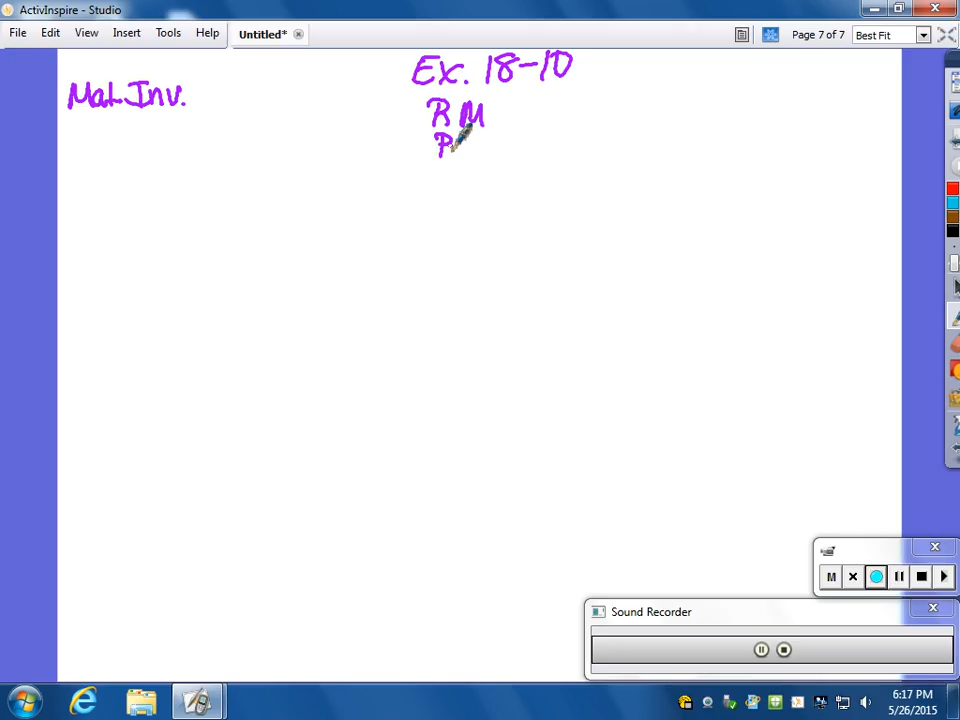 ActivInspire - Studio
File Edit View Insert Tools Help Untitled* Page 7 of 7 Best Fit
Ex. 18-10
Mat. Inv.
R M
P
M
Sound Recorder
6:17 PM
5/26/2015